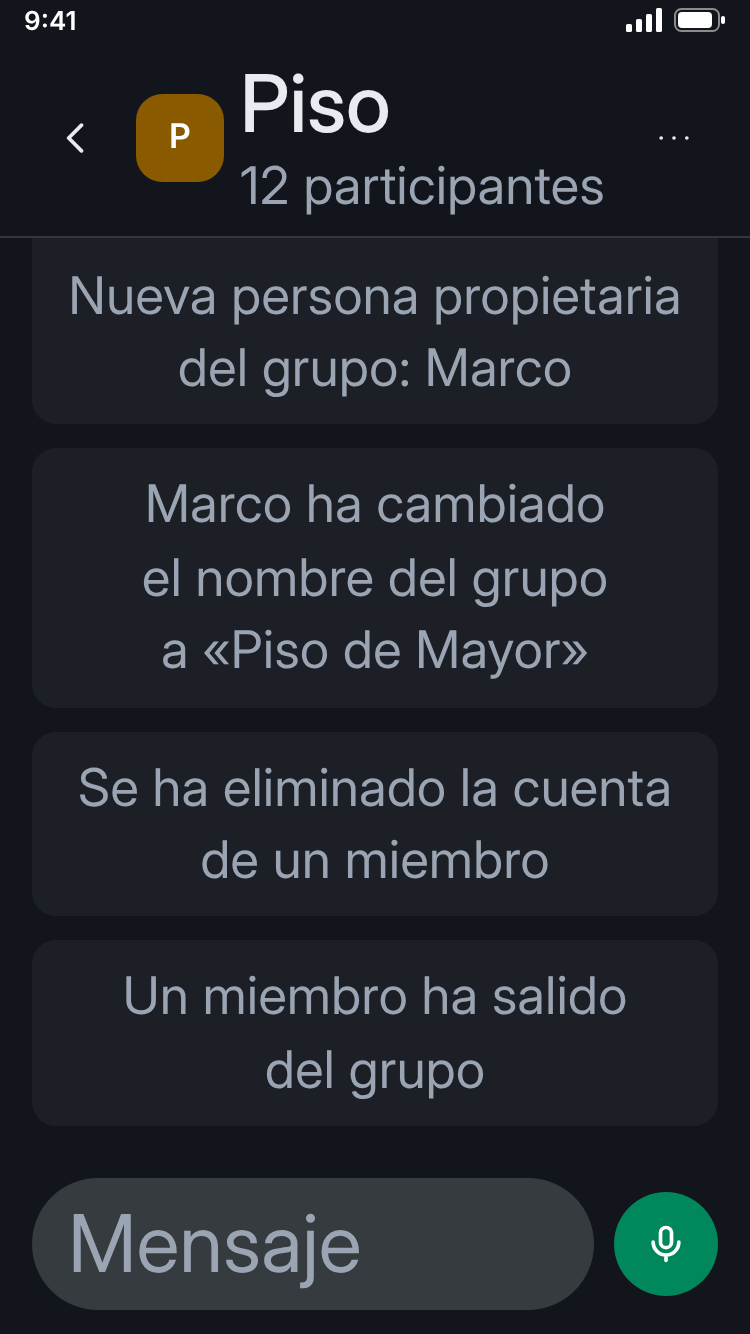 9:41
P
Piso
12 participantes
Nueva persona propietaria
del grupo: Marco
Marco ha cambiado
el nombre del grupo
a «Piso de Mayor»
Se ha eliminado la cuenta
de un miembro
Un miembro ha salido
del grupo
Mensaje